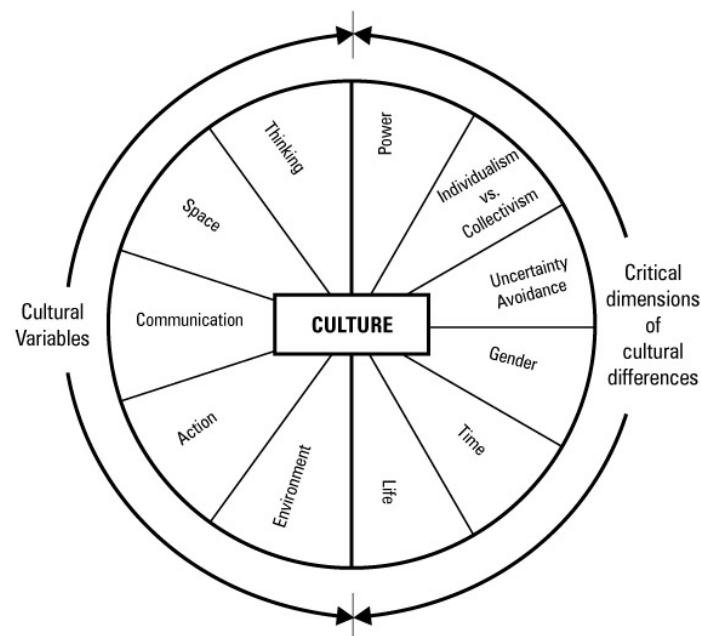 Thinking
Power
Space
Individualism
vs.
Collectivism
Uncertainty
Avoidance
Cultural
Variables
Communication
CULTURE
Critical
dimensions
of
cultural
differences
Gender
Action
Time
Environment
Life